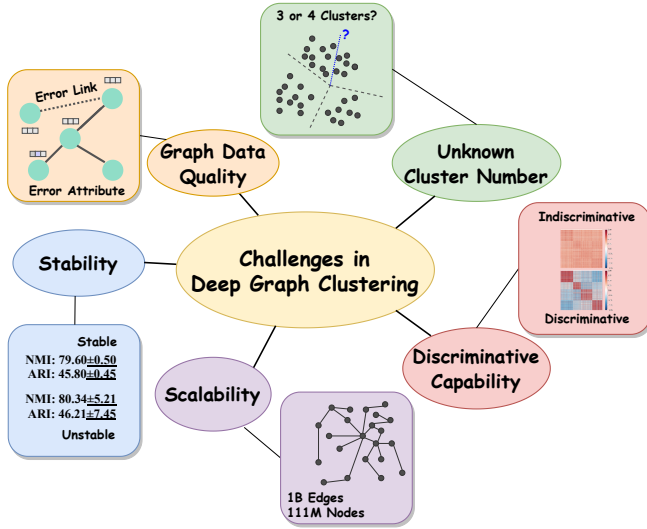 3 or 4 Clusters?
?
Error Link
Error Attribute
Graph Data
Quality
Unknown
Cluster Number
Indiscriminative
Discriminative
Stability
Challenges in
Deep Graph Clustering
Stable
NMI: 79.60±0.50
ARI: 45.80±0.45
NMI: 80.34±5.21
ARI: 46.21±7.45
Unstable
Scalability
Discriminative
Capability
1B Edges
111M Nodes